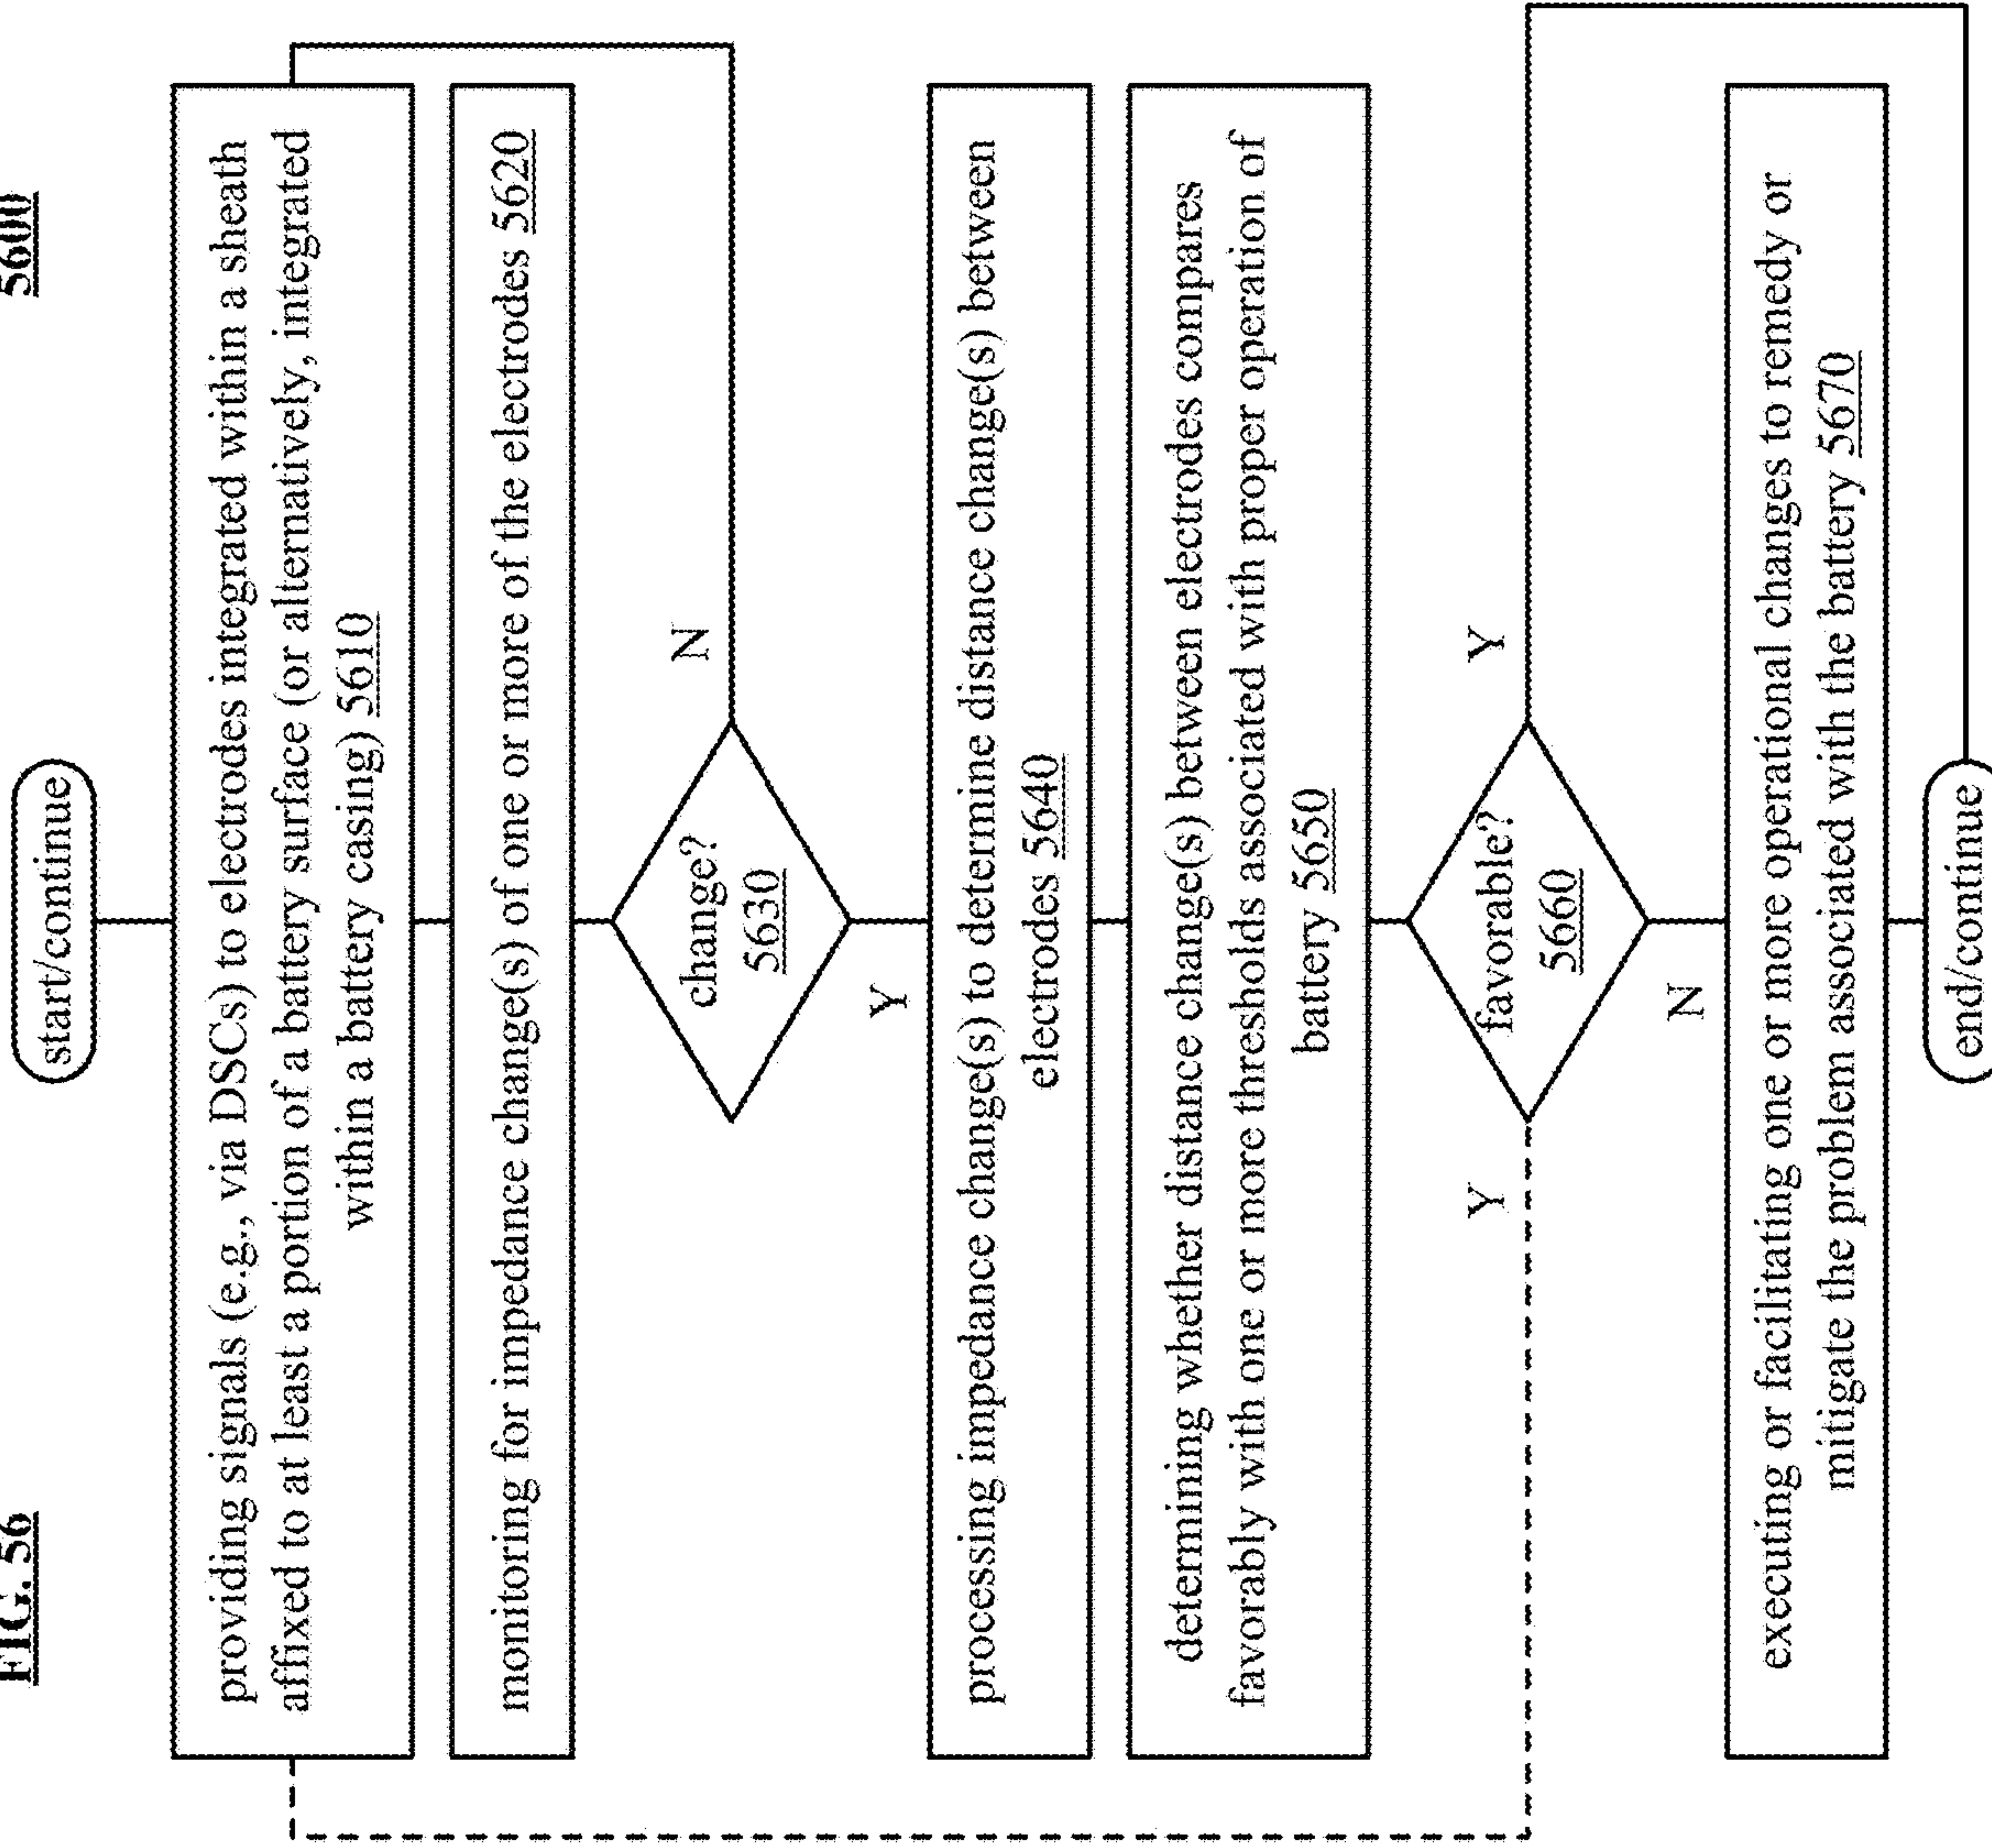 FIG. 56
5600
start/continue
providing signals (e.g., via DSCs) to electrodes integrated within a sheath
affixed to at least a portion of a battery surface (or alternatively, integrated
within a battery casing) 5610
monitoring for impedance change(s) of one or more of the electrodes 5620
change?
5630
N
Y
processing impedance change(s) to determine distance change(s) between
electrodes 5640
determining whether distance change(s) between electrodes compares
favorably with one or more thresholds associated with proper operation of
battery 5650
Y
favorable?
5660
Y
N
executing or facilitating one or more operational changes to remedy or
mitigate the problem associated with the battery 5670
end/continue